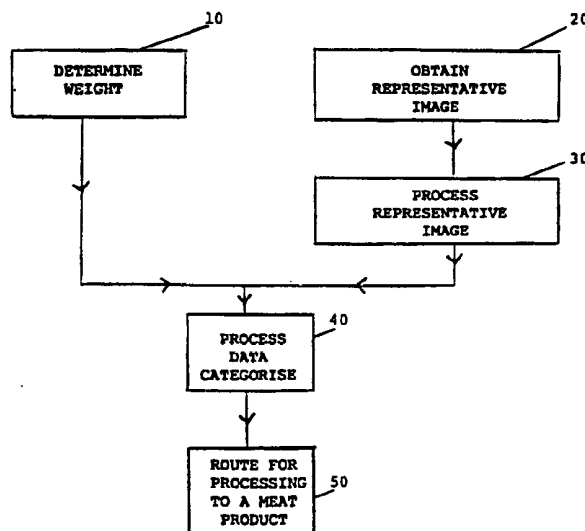 10
DETERMINE
WEIGHT
20
OBTAIN
REPRESENTATIVE
IMAGE
30
PROCESS
REPRESENTATIVE
IMAGE
40
PROCESS
DATA
CATEGORISE
50
ROUTE FOR
PROCESSING
TO A MEAT
PRODUCT